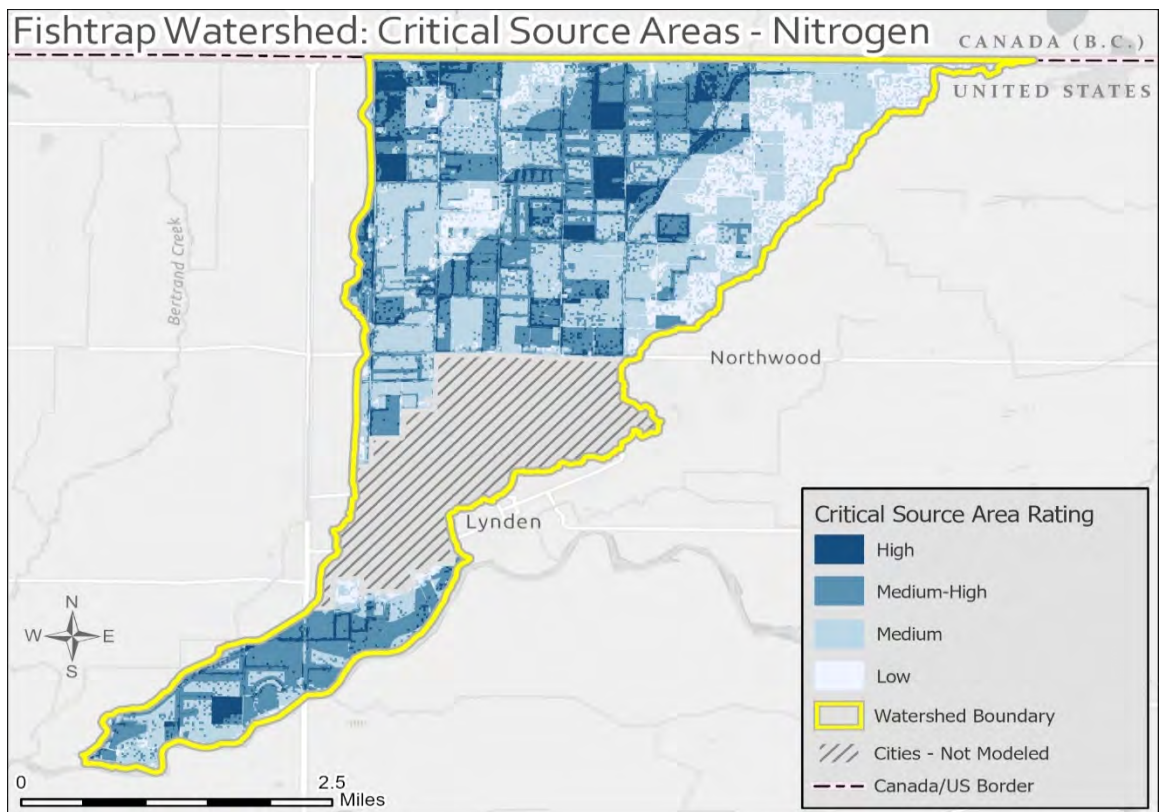 Fishtrap Watershed: Critical Source Areas - Nitrogen
CANADA (B.C.)
UNITED STATES
Bertrand Creek
Northwood
Lynden
N
W E
S
0 2.5
Miles
Critical Source Area Rating
High
Medium-High
Medium
Low
Watershed Boundary
Cities - Not Modeled
Canada/US Border